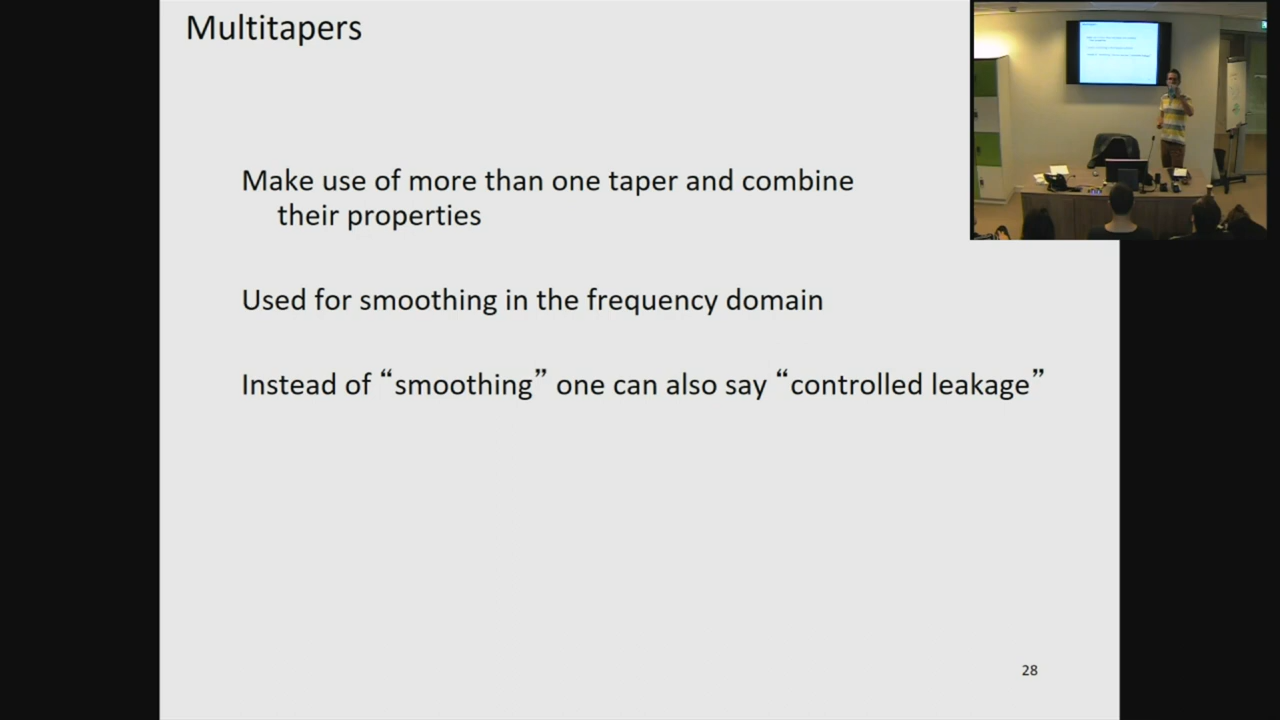 Multitapers
Make use of more than one taper and combine
their properties
Used for smoothing in the frequency domain
Instead of “smoothing” one can also say “controlled leakage”
28